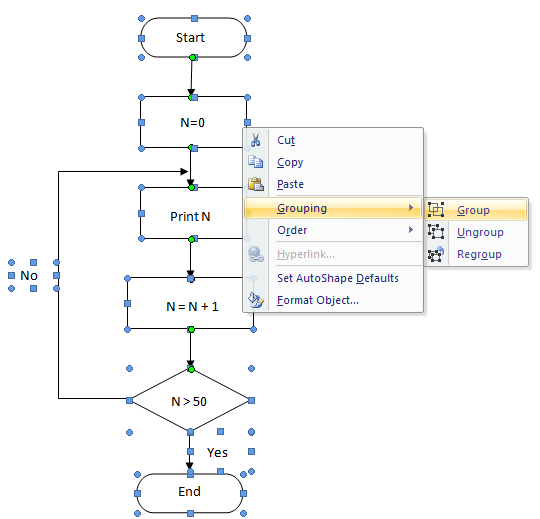 Start
N=0
Cut
Copy
Paste
Grouping
Group
Print N
Order
Ungroup
Hyperlink...
Regroup
No
Set AutoShape Defaults
N = N + 1
Format Object...
N > 50
Yes
End